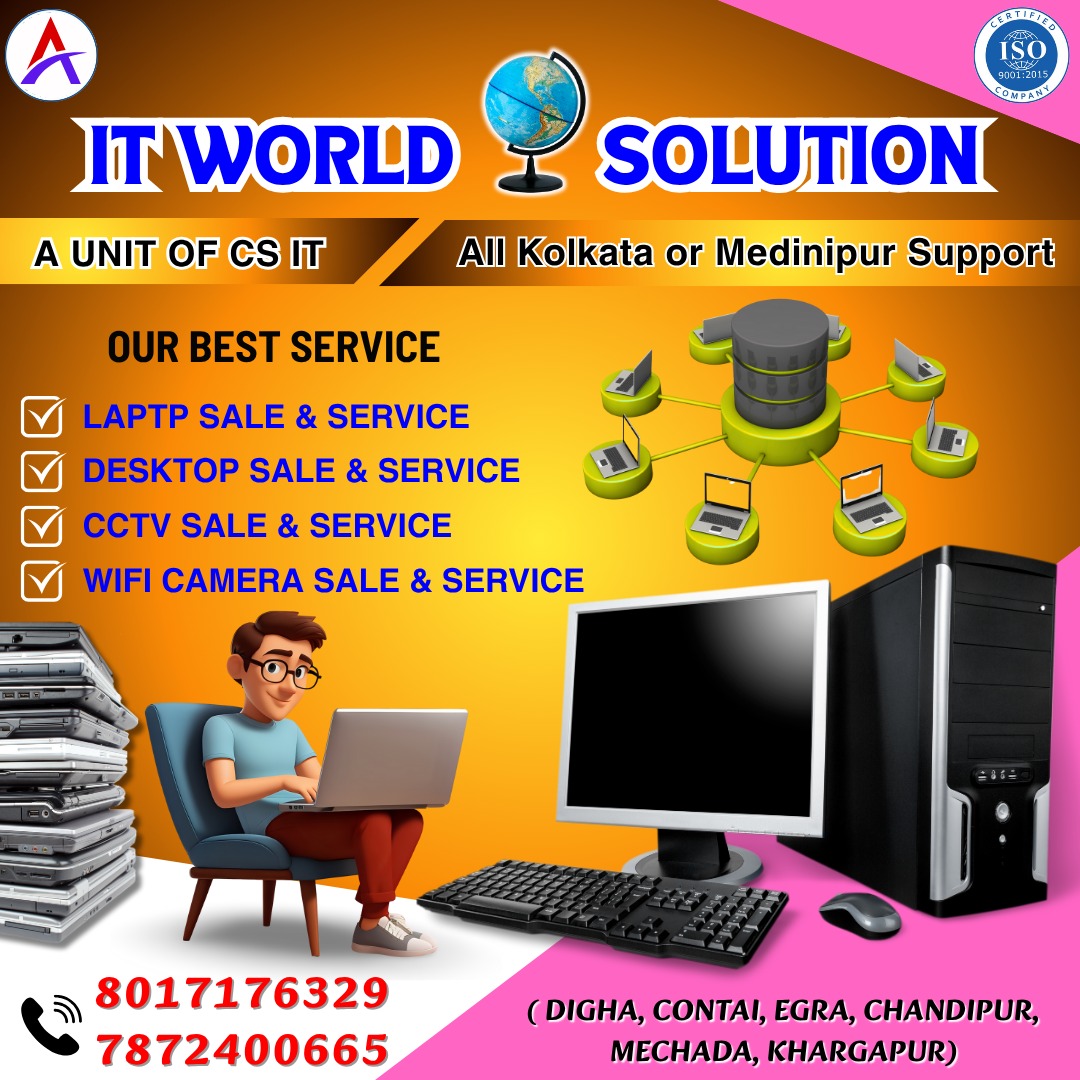 CERTIFIED
ISO
9001:2015
COMPANY
IT WORLD SOLUTION
A UNIT OF CS IT
All Kolkata or Medinipur Support
OUR BEST SERVICE
LAPTP SALE & SERVICE
DESKTOP SALE & SERVICE
CCTV SALE & SERVICE
WIFI CAMERA SALE & SERVICE
8017176329
7872400665
( DIGHA, CONTAI, EGRA, CHANDIPUR,
MECHADA, KHARGAPUR)